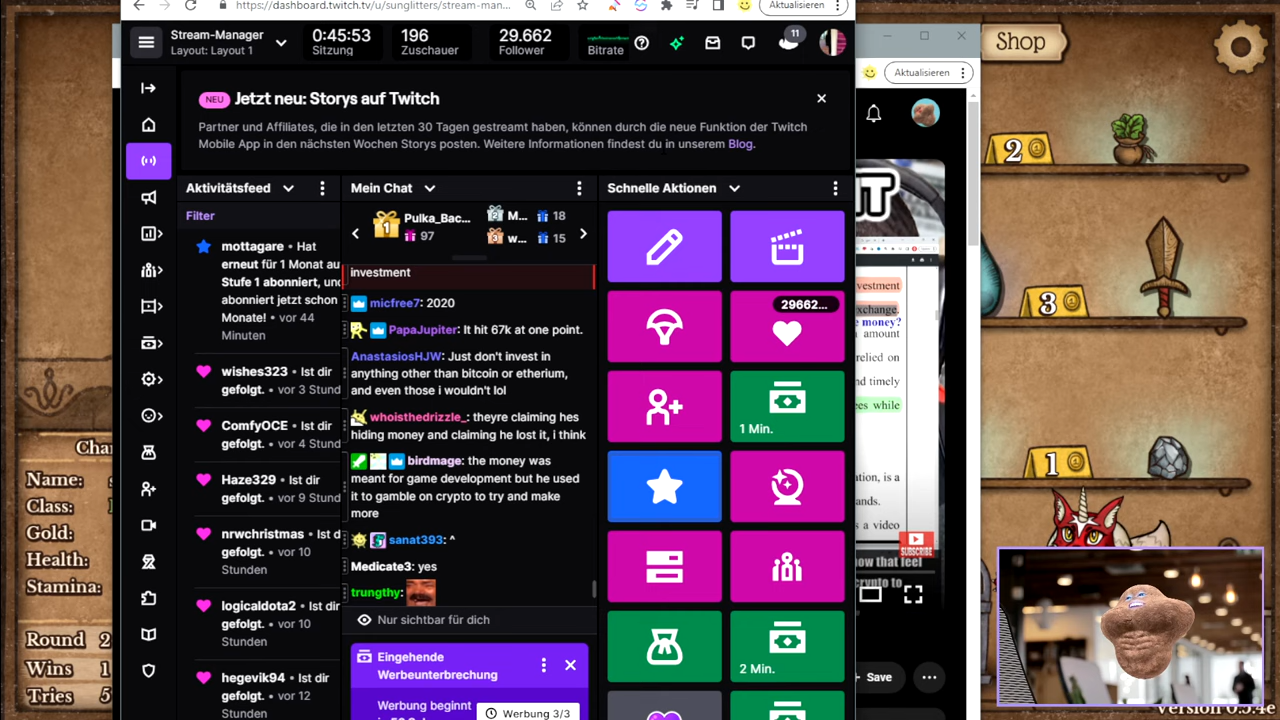 https://dashboard.twitch.tv/u/sunglitters/stream-man...
Aktualisieren
Stream-Manager
Layout: Layout 1
0:45:53
Sitzung
196
Zuschauer
29.662
Follower
Bitrate
11
Aktualisieren
Shop
NEU Jetzt neu: Storys auf Twitch
Partner und Affiliates, die in den letzten 30 Tagen gestreamt haben, können durch die neue Funktion der Twitch
Mobile App in den nächsten Wochen Storys posten. Weitere Informationen findest du in unserem Blog.
Aktivitätsfeed
Filter
mottagare • Hat
erneut für 1 Monat au
Stufe 1 abonniert, und
abonniert jetzt schon
Monate! • vor 44
Minuten
wishes323 • Ist dir
gefolgt. • vor 3 Stund
ComfyOCE • Ist dir
gefolgt. • vor 4 Stund
Haze329 • Ist dir
gefolgt. • vor 9 Stund
nrwchristmas • Ist d
gefolgt. • vor 10
Stunden
logicaldota2 • Ist dir
gefolgt. • vor 10
Stunden
hegevik94 • Ist dir
gefolgt. • vor 12
Stunden
Mein Chat
1 Pulka_Bac...
97
2 M... 18
3 w... 15
investment
micfree7: 2020
PapaJupiter: It hit 67k at one point.
AnastasiosHJW: Just don't invest in
anything other than bitcoin or etherium,
and even those i wouldn't lol
whoisthedrizzle_: theyre claiming hes
hiding money and claiming he lost it, i think
birdmage: the money was
meant for game development but he used
it to gamble on crypto to try and make
more
sanat393: ^
Medicate3: yes
trungthy:
Nur sichtbar für dich
Eingehende
Werbeunterbrechung
Werbung beginnt
Werbung 3/3
Schnelle Aktionen
29662...
1 Min.
2 Min.
vestment
xchange.
e money?
a amount
relied on
nd timely
ees while
ation, is a
ands.
s a video
SUBSCRIBE
how that feel
crypto to
Save
2
3
1
Cha
Name:
Class:
Gold:
Health:
Stamina:
Round 2
Wins
Tries 5
version 0.5.4e